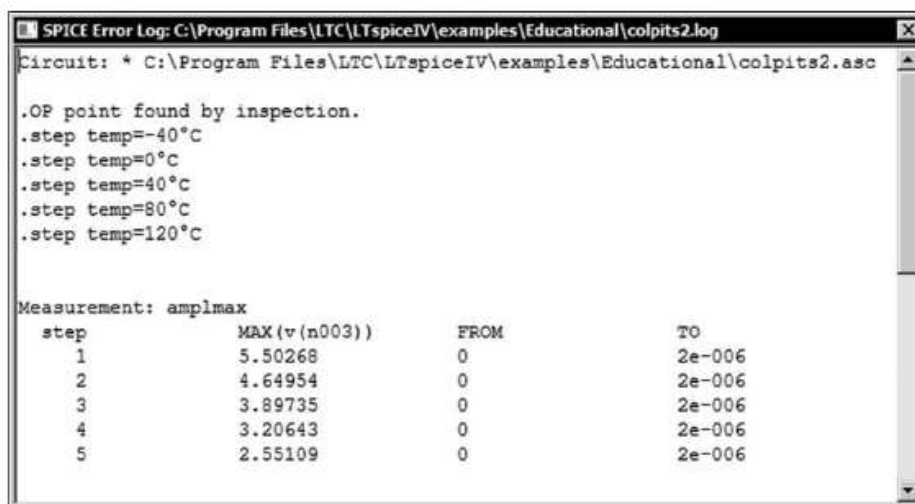 SPICE Error Log: C:\Program Files\LTC\LTspiceIV\examples\Educational\colpits2.log
Circuit: * C:\Program Files\LTC\LTspiceIV\examples\Educational\colpits2.asc
.OP point found by inspection.
.step temp=-40°C
.step temp=0°C
.step temp=40°C
.step temp=80°C
.step temp=120°C
Measurement: amplmax
step MAX(v(n003)) FROM TO
1 5.50268 0 2e-006
2 4.64954 0 2e-006
3 3.89735 0 2e-006
4 3.20643 0 2e-006
5 2.55109 0 2e-006